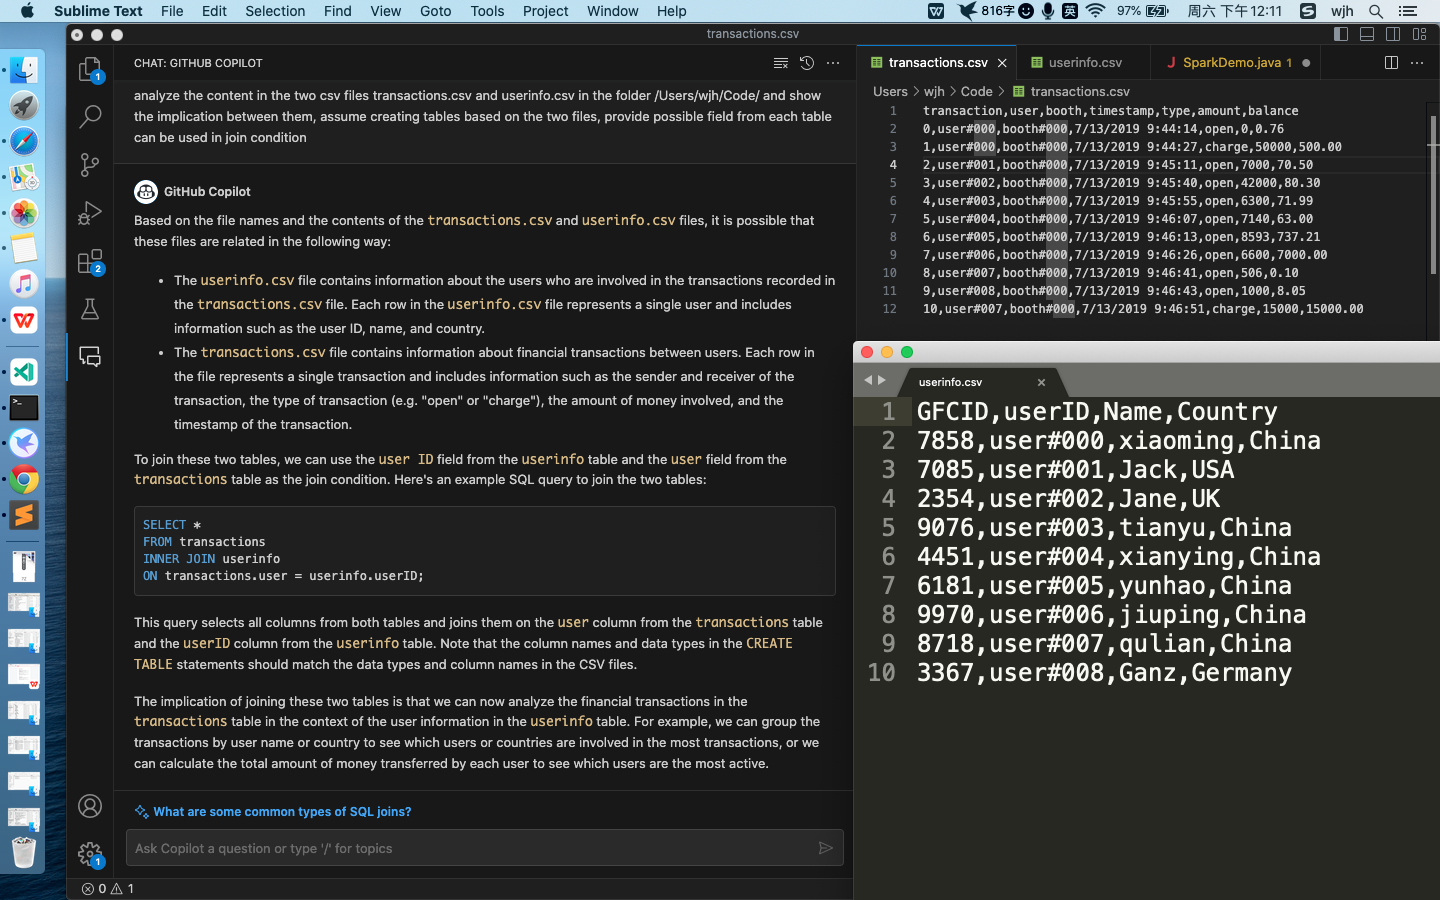 Sublime Text File Edit Selection Find View Goto Tools Project Window Help
816字 英 97% 周六 下午12:11 wjh
transactions.csv
CHAT: GITHUB COPILOT
analyze the content in the two csv files transactions.csv and userinfo.csv in the folder /Users/wjh/Code/ and show
the implication between them, assume creating tables based on the two files, provide possible field from each table
can be used in join condition
GitHub Copilot
Based on the file names and the contents of the transactions.csv and userinfo.csv files, it is possible that
these files are related in the following way:
• The userinfo.csv file contains information about the users who are involved in the transactions recorded in
the transactions.csv file. Each row in the userinfo.csv file represents a single user and includes
information such as the user ID, name, and country.
• The transactions.csv file contains information about financial transactions between users. Each row in
the file represents a single transaction and includes information such as the sender and receiver of the
transaction, the type of transaction (e.g. "open" or "charge"), the amount of money involved, and the
timestamp of the transaction.
To join these two tables, we can use the user ID field from the userinfo table and the user field from the
transactions table as the join condition. Here's an example SQL query to join the two tables:
SELECT *
FROM transactions
INNER JOIN userinfo
ON transactions.user = userinfo.userID;
This query selects all columns from both tables and joins them on the user column from the transactions table
and the userID column from the userinfo table. Note that the column names and data types in the CREATE
TABLE statements should match the data types and column names in the CSV files.
The implication of joining these two tables is that we can now analyze the financial transactions in the
transactions table in the context of the user information in the userinfo table. For example, we can group the
transactions by user name or country to see which users or countries are involved in the most transactions, or we
can calculate the total amount of money transferred by each user to see which users are the most active.
What are some common types of SQL joins?
Ask Copilot a question or type '/' for topics
1
2
1
0 1
transactions.csv userinfo.csv SparkDemo.java 1
Users > wjh > Code > transactions.csv
1 transaction,user,booth,timestamp,type,amount,balance
2 0,user#000,booth#000,7/13/2019 9:44:14,open,0,0.76
3 1,user#000,booth#000,7/13/2019 9:44:27,charge,50000,500.00
4 2,user#001,booth#000,7/13/2019 9:45:11,open,7000,70.50
5 3,user#002,booth#000,7/13/2019 9:45:40,open,42000,80.30
6 4,user#003,booth#000,7/13/2019 9:45:55,open,6300,71.99
7 5,user#004,booth#000,7/13/2019 9:46:07,open,7140,63.00
8 6,user#005,booth#000,7/13/2019 9:46:13,open,8593,737.21
9 7,user#006,booth#000,7/13/2019 9:46:26,open,6600,7000.00
10 8,user#007,booth#000,7/13/2019 9:46:41,open,506,0.10
11 9,user#008,booth#000,7/13/2019 9:46:43,open,1000,8.05
12 10,user#007,booth#000,7/13/2019 9:46:51,charge,15000,15000.00
userinfo.csv
1 GFCID,userID,Name,Country
2 7858,user#000,xiaoming,China
3 7085,user#001,Jack,USA
4 2354,user#002,Jane,UK
5 9076,user#003,tianyu,China
6 4451,user#004,xianying,China
7 6181,user#005,yunhao,China
8 9970,user#006,jiuping,China
9 8718,user#007,qulian,China
10 3367,user#008,Ganz,Germany